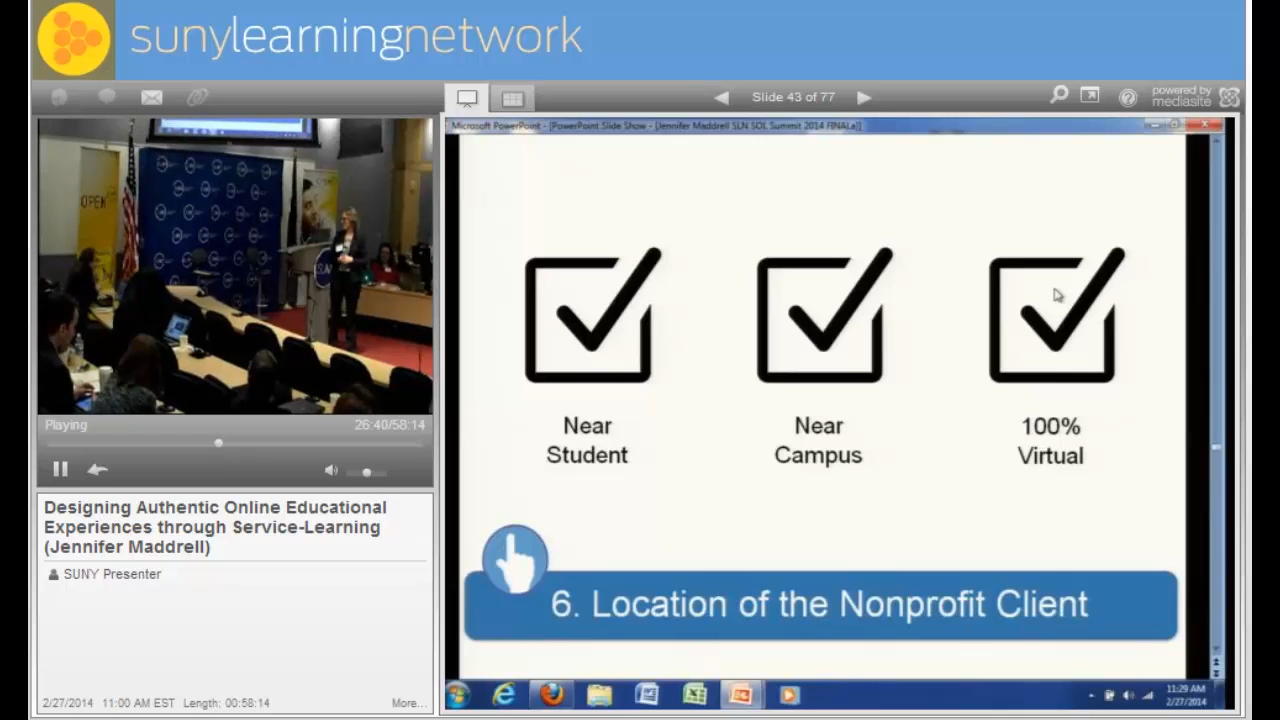 sunylearningnetwork
Slide 43 of 77
powered by
mediasite
Microsoft PowerPoint - [PowerPoint Slide Show - [Jennifer Maddrell SLN SOL Summit 2014 FINALa]]
OPEN
Playing
26:40/58:14
Designing Authentic Online Educational
Experiences through Service-Learning
(Jennifer Maddrell)
SUNY Presenter
2/27/2014 11:00 AM EST Length: 00:58:14
More...
Near
Student
Near
Campus
100%
Virtual
6. Location of the Nonprofit Client
11:29 AM
2/27/2014